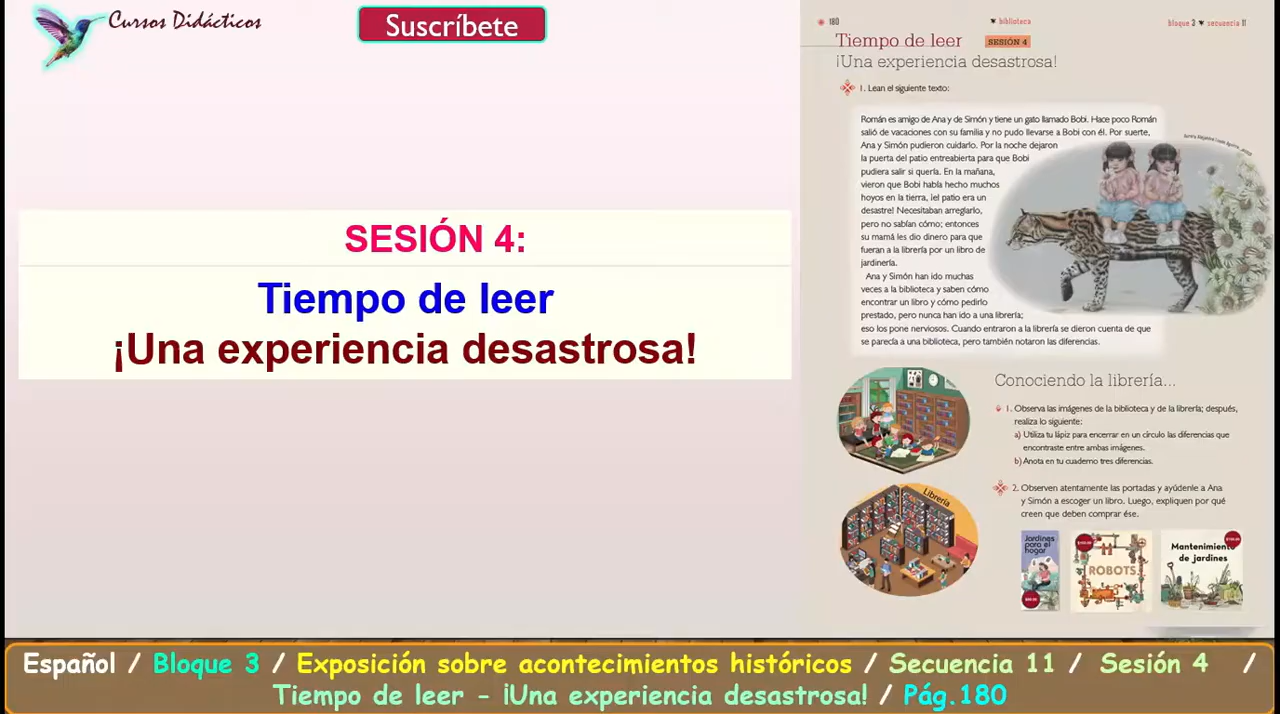 Cursos Didácticos
Suscríbete
SESIÓN 4:
Tiempo de leer
¡Una experiencia desastrosa!
180
biblioteca
bloque 3 secuencia 11
Tiempo de leer SESIÓN 4
¡Una experiencia desastrosa!
1. Lean el siguiente texto:
Román es amigo de Ana y de Simón y tiene un gato llamado Bobi. Hace poco Román
salió de vacaciones con su familia y no pudo llevarse a Bobi con él. Por suerte,
Ana y Simón pudieron cuidarlo. Por la noche dejaron
la puerta del patio entreabierta para que Bobi
pudiera salir si quería. En la mañana,
vieron que Bobi había hecho muchos
hoyos en la tierra, ¡el patio era un
desastre! Necesitaban arreglarlo,
pero no sabían cómo; entonces
su mamá les dio dinero para que
fueran a la librería por un libro de
jardinería.
Ana y Simón han ido muchas
veces a la biblioteca y saben cómo
encontrar un libro y cómo pedirlo
prestado, pero nunca han ido a una librería;
eso los pone nerviosos. Cuando entraron a la librería se dieron cuenta de que
se parecía a una biblioteca, pero también notaron las diferencias.
Conociendo la librería...
1. Observa las imágenes de la biblioteca y de la librería; después,
realiza lo siguiente:
a) Utiliza tu lápiz para encerrar en un círculo las diferencias que
encontraste entre ambas imágenes.
b) Anota en tu cuaderno tres diferencias.
Librería
2. Observen atentamente las portadas y ayúdenle a Ana
y Simón a escoger un libro. Luego, expliquen por qué
creen que deben comprar ése.
Jardines
para el
hogar
ROBOTS
Mantenimiento
de jardines
Español / Bloque 3 / Exposición sobre acontecimientos históricos / Secuencia 11 / Sesión 4 /
Tiempo de leer - ¡Una experiencia desastrosa! / Pág.180